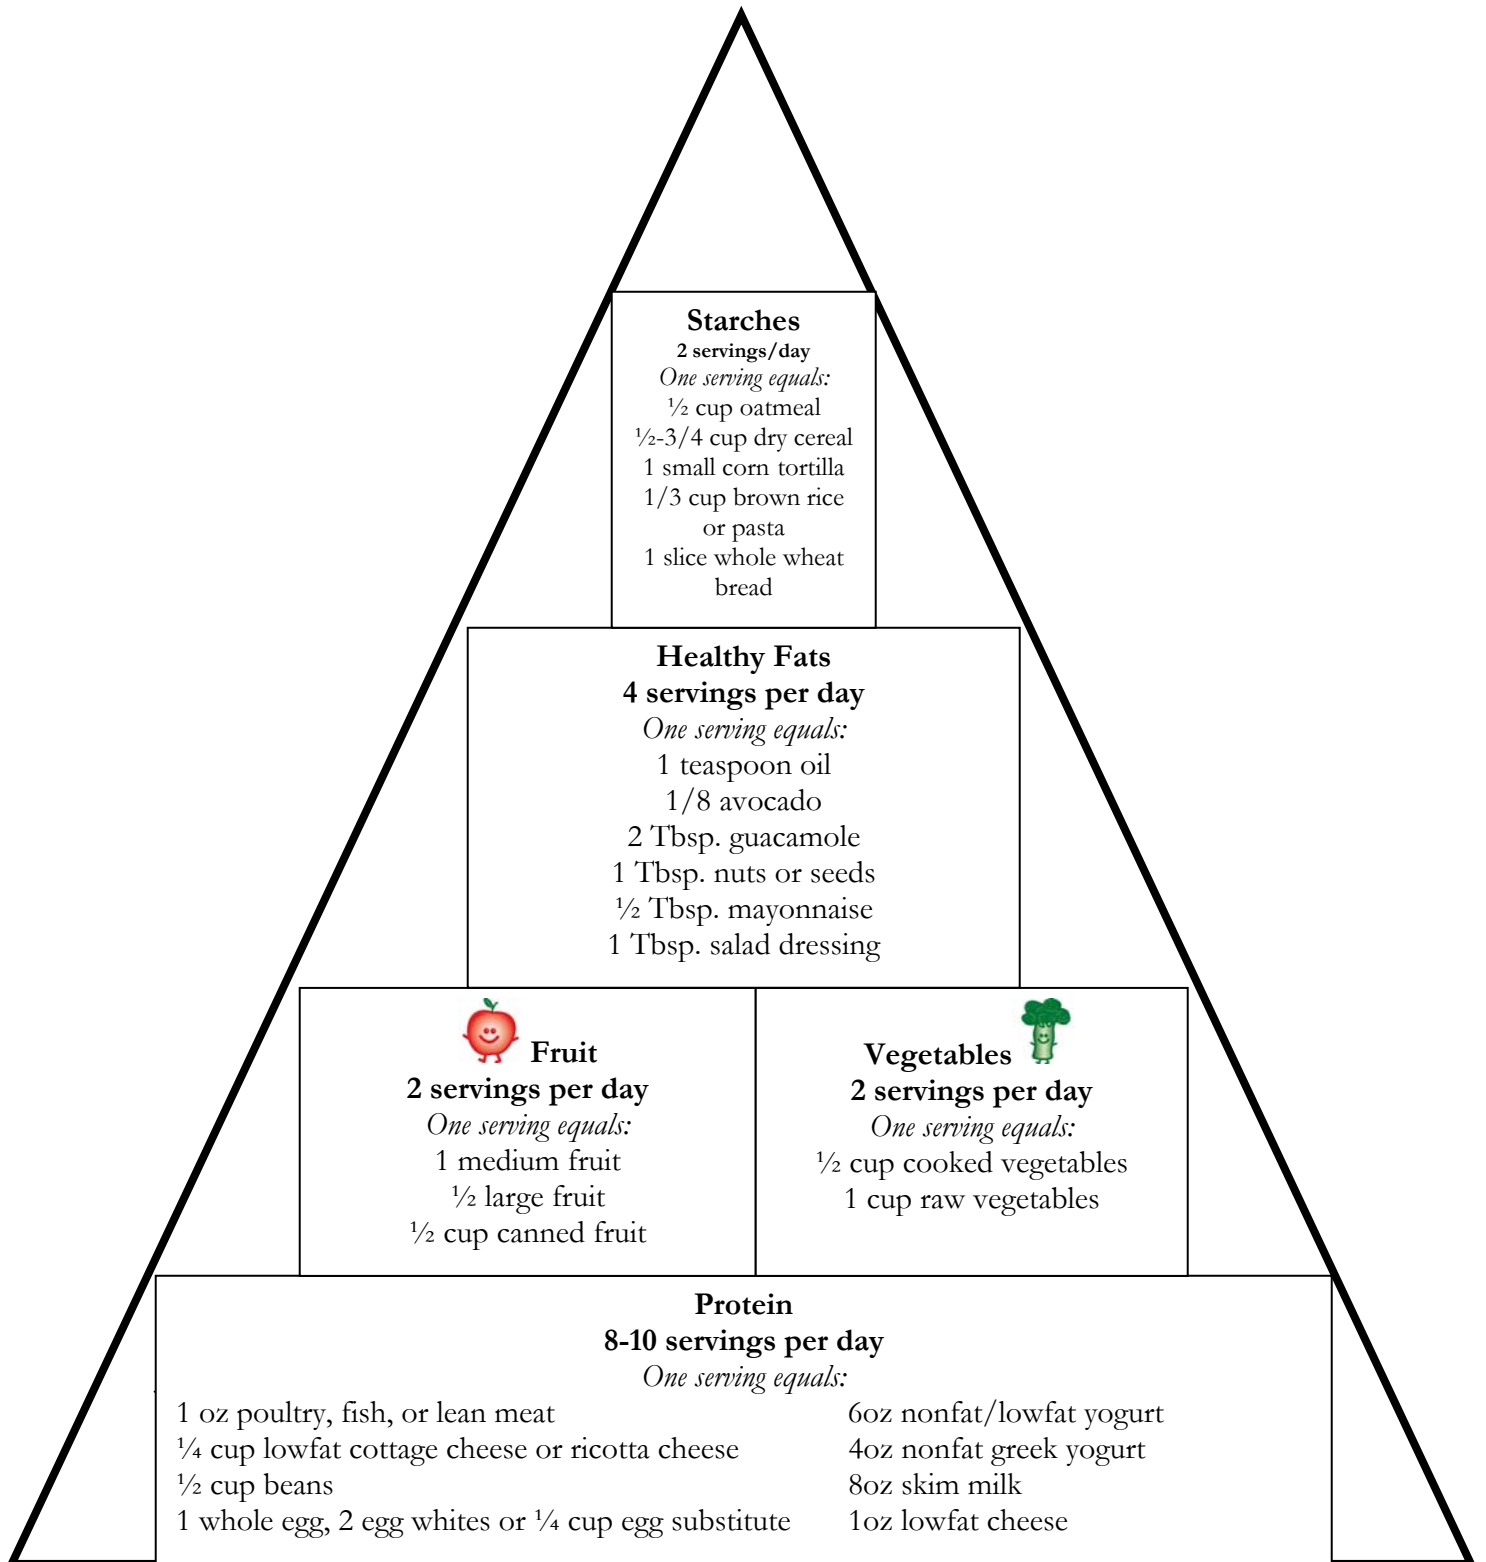 Starches
2 servings/day
One serving equals:
½ cup oatmeal
½-3/4 cup dry cereal
1 small corn tortilla
1/3 cup brown rice
or pasta
1 slice whole wheat
bread
Healthy Fats
4 servings per day
One serving equals:
1 teaspoon oil
1/8 avocado
2 Tbsp. guacamole
1 Tbsp. nuts or seeds
½ Tbsp. mayonnaise
1 Tbsp. salad dressing
Fruit
2 servings per day
One serving equals:
1 medium fruit
½ large fruit
½ cup canned fruit
Vegetables
2 servings per day
One serving equals:
½ cup cooked vegetables
1 cup raw vegetables
Protein
8-10 servings per day
One serving equals:
1 oz poultry, fish, or lean meat
¼ cup lowfat cottage cheese or ricotta cheese
½ cup beans
1 whole egg, 2 egg whites or ¼ cup egg substitute
6oz nonfat/lowfat yogurt
4oz nonfat greek yogurt
8oz skim milk
1oz lowfat cheese